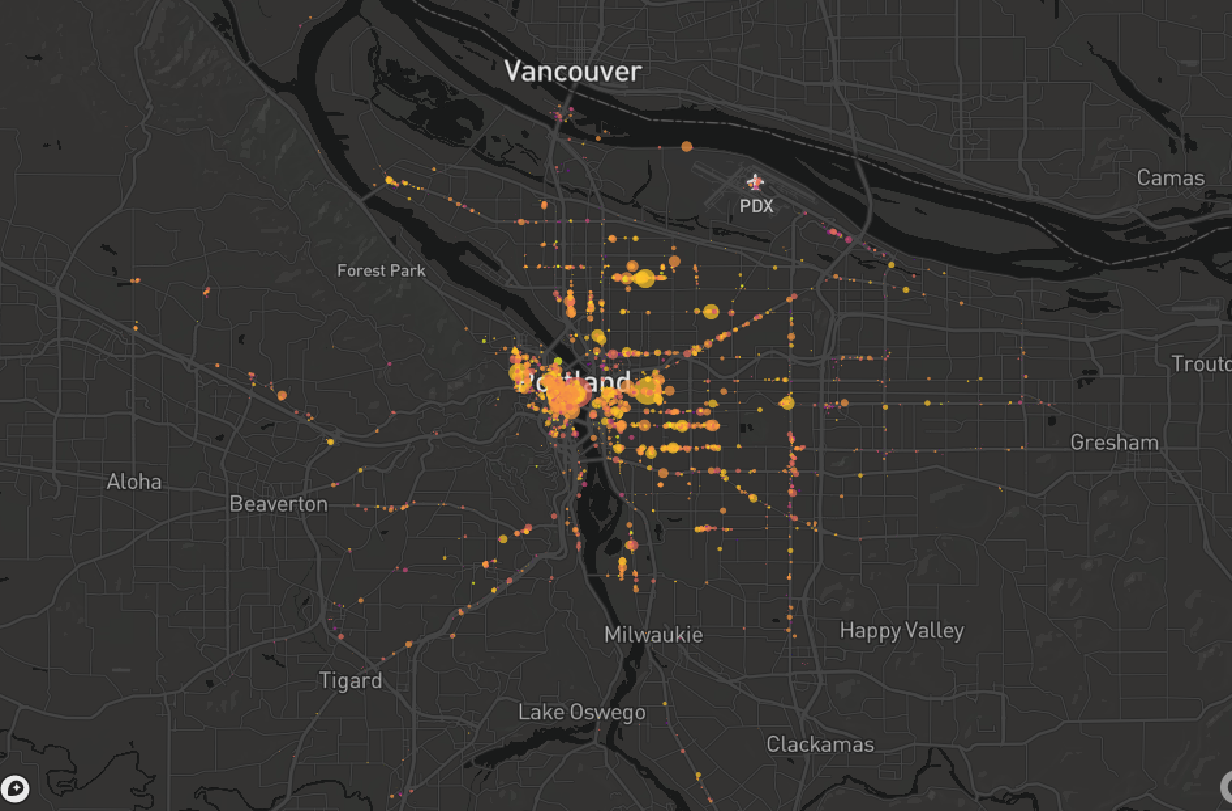 Vancouver
Camas
PDX
Forest Park
Troutd
Portland
Gresham
Aloha
Beaverton
Milwaukie
Happy Valley
Tigard
Lake Oswego
Clackamas